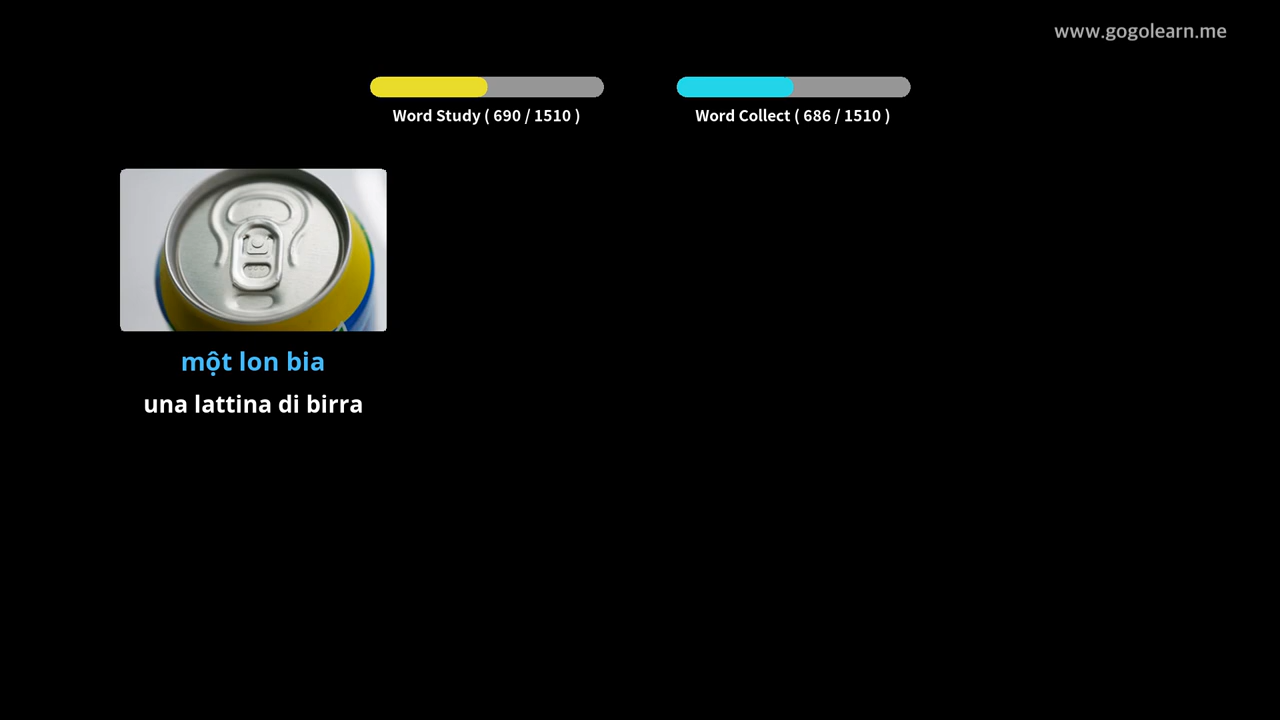 www.gogolearn.me
Word Study ( 690 / 1510 )
Word Collect ( 686 / 1510 )
một lon bia
una lattina di birra